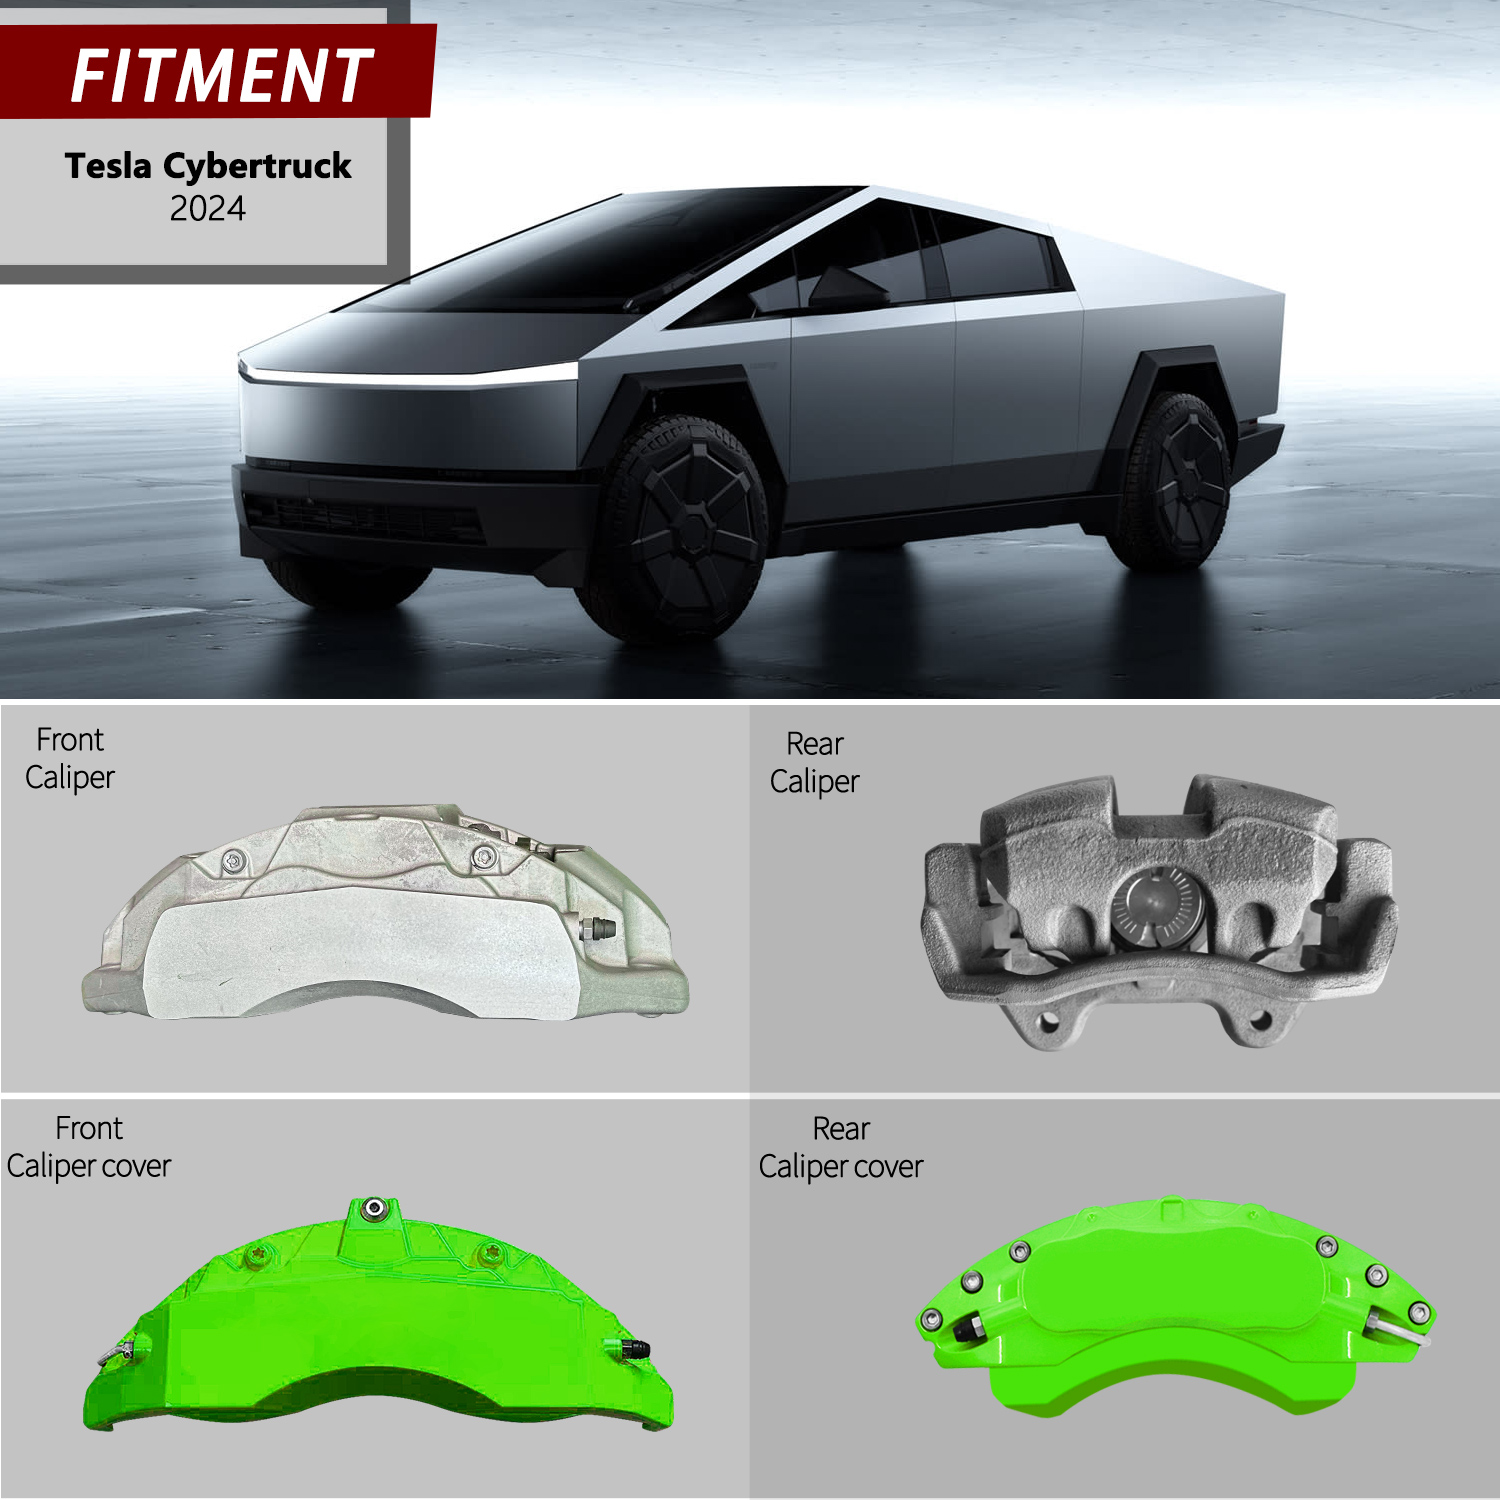 FITMENT
Tesla Cybertruck
2024
Front
Caliper
Rear
Caliper
Front
Caliper cover
Rear
Caliper cover